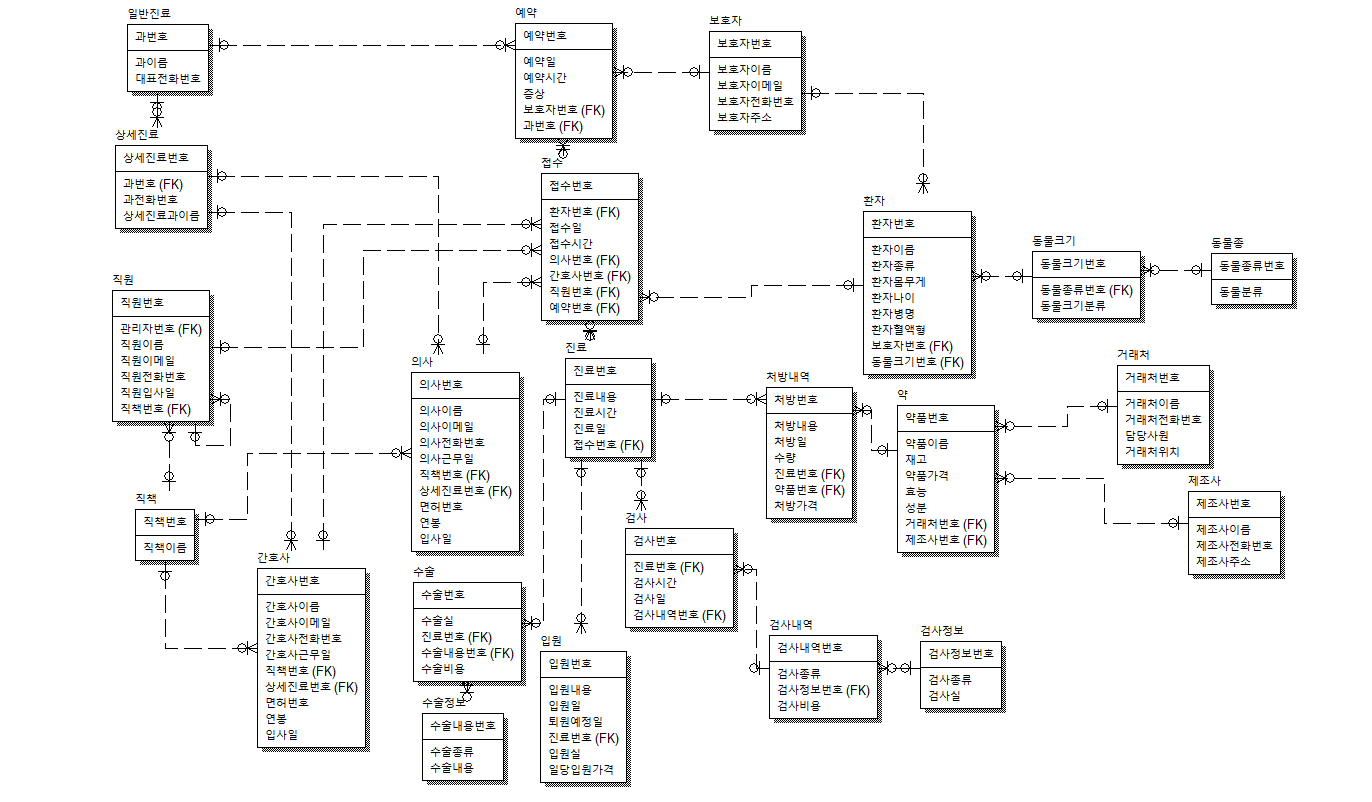 일반진료
과번호
과이름
대표전화번호
예약
예약번호
예약일
예약시간
증상
보호자번호 (FK)
과번호 (FK)
보호자
보호자번호
보호자이름
보호자이메일
보호자전화번호
보호자주소
상세진료
상세진료번호
과번호 (FK)
과전화번호
상세진료과이름
접수
접수번호
환자번호 (FK)
접수일
접수시간
의사번호 (FK)
간호사번호 (FK)
직원번호 (FK)
예약번호 (FK)
환자
환자번호
환자이름
환자종류
환자몸무게
환자나이
환자병명
환자혈액형
보호자번호 (FK)
동물크기번호 (FK)
동물크기
동물크기번호
동물종류번호 (FK)
동물크기분류
동물종
동물종류번호
동물분류
직원
직원번호
관리자번호 (FK)
직원이름
직원이메일
직원전화번호
직원입사일
직책번호 (FK)
의사
의사번호
의사이름
의사이메일
의사전화번호
의사근무일
직책번호 (FK)
상세진료번호 (FK)
면허번호
연봉
입사일
진료
진료번호
진료내용
진료시간
진료일
접수번호 (FK)
처방내역
처방번호
처방내용
처방일
수량
진료번호 (FK)
약품번호 (FK)
처방가격
약
약품번호
약품이름
재고
약품가격
효능
성분
거래처번호 (FK)
제조사번호 (FK)
거래처
거래처번호
거래처이름
거래처전화번호
담당사원
거래처위치
제조사
제조사번호
제조사이름
제조사전화번호
제조사주소
직책
직책번호
직책이름
간호사
간호사번호
간호사이름
간호사이메일
간호사전화번호
간호사근무일
직책번호 (FK)
상세진료번호 (FK)
면허번호
연봉
입사일
수술
수술번호
수술실
진료번호 (FK)
수술내용번호 (FK)
수술비용
수술정보
수술내용번호
수술종류
수술내용
입원
입원번호
입원내용
입원일
퇴원예정일
진료번호 (FK)
입원실
일당입원가격
검사
검사번호
진료번호 (FK)
검사시간
검사일
검사내역번호 (FK)
검사내역
검사내역번호
검사종류
검사정보번호 (FK)
검사비용
검사정보
검사정보번호
검사종류
검사실